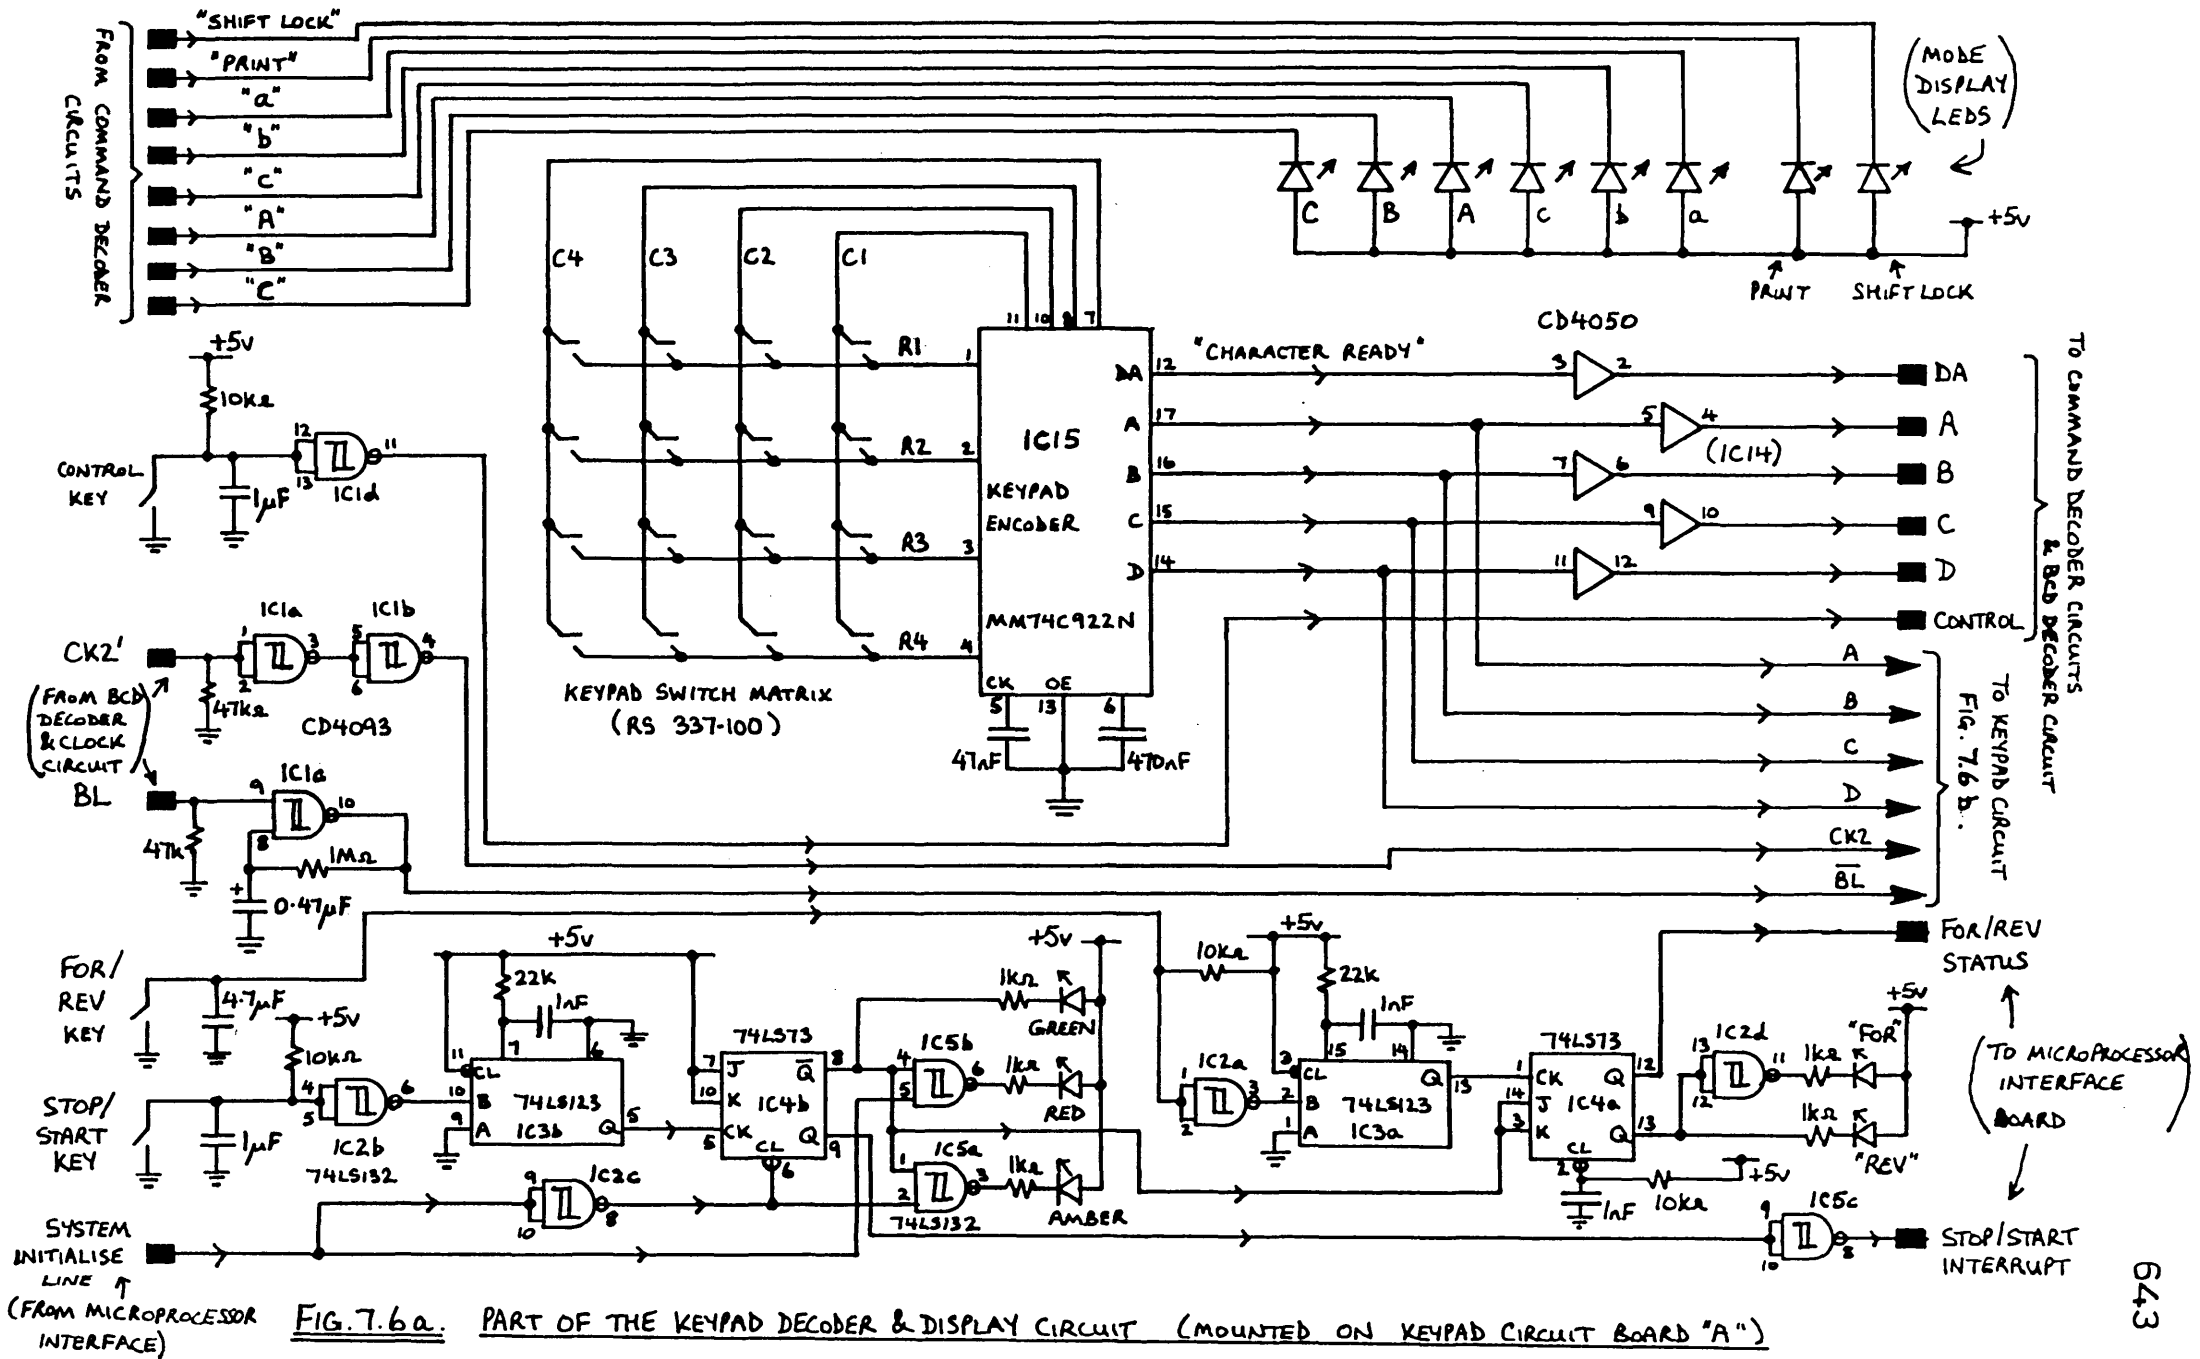 "SHIFT LOCK"
"PRINT"
"a"
"b"
"c"
"A"
"B"
"C"
FROM COMMAND DECODER
CIRCUITS
(MODE
DISPLAY
LEDS)
C
B
A
c
b
a
+5v
PRINT
SHIFT LOCK
C4
C3
C2
C1
R1
R2
R3
R4
11
10
8
7
1
2
3
4
IC15
KEYPAD
ENCODER
MM74C922N
DA
A
B
C
D
12
17
16
15
14
CK
OE
5
13
6
47nF
470nF
KEYPAD SWITCH MATRIX
(RS 337-100)
"CHARACTER READY"
CD4050
3
2
5
4
(IC14)
7
6
9
10
11
12
DA
A
B
C
D
CONTROL
TO COMMAND DECODER CIRCUITS
& BCD DECODER CIRCUIT
A
B
C
D
CK2
BL
TO KEYPAD CIRCUIT
FIG. 7.6b.
+5v
10kΩ
CONTROL
KEY
1µF
12
13
11
IC1d
IC1a
IC1b
1
2
3
5
6
4
CK2'
47kΩ
CD4093
(FROM BCD
DECODER
& CLOCK
CIRCUIT)
BL
IC1a
9
8
10
47k
1MΩ
+
0.47µF
FOR/
REV
KEY
4.7µF
+5v
10kΩ
STOP/
START
KEY
1µF
4
5
6
IC2b
74LS132
+5v
22k
1nF
11
7
6
CL
10
B
9
A
74LS123
IC3b
Q
5
74LS73
7
J
10
K
IC4b
5
CK
CL
6
Q
8
Q
9
9
10
8
IC2c
+5v
1kΩ
GREEN
IC5b
4
5
6
1kΩ
RED
IC5a
1
2
3
1kΩ
AMBER
74LS132
10kΩ
+5v
22k
1nF
IC2a
1
2
3
3
15
14
CL
2
B
1
A
74LS123
IC3a
Q
13
74LS73
1
CK
14
J
3
K
IC4a
CL
2
Q
12
Q
13
1nF
10kΩ
+5v
IC2d
13
12
11
1kΩ
"FOR"
+5v
1kΩ
"REV"
IC5c
9
10
8
FOR/REV
STATUS
(TO MICROPROCESSOR
INTERFACE
BOARD)
STOP/START
INTERRUPT
SYSTEM
INITIALISE
LINE
(FROM MICROPROCESSOR
INTERFACE)
FIG. 7.6a. PART OF THE KEYPAD DECODER & DISPLAY CIRCUIT (MOUNTED ON KEYPAD CIRCUIT BOARD "A")
643